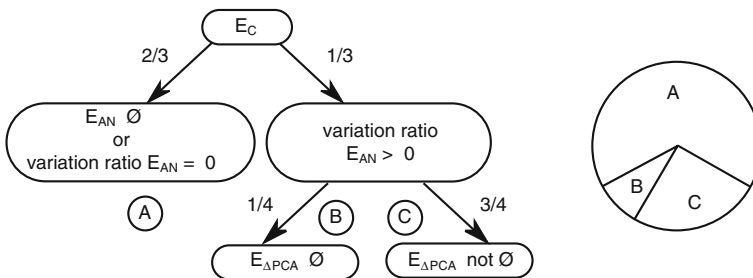 E_C
2/3
1/3
E_AN Ø
or
variation ratio E_AN = 0
variation ratio
E_AN > 0
A
1/4
B
C
3/4
E_ΔPCA Ø
E_ΔPCA not Ø
A
B
C